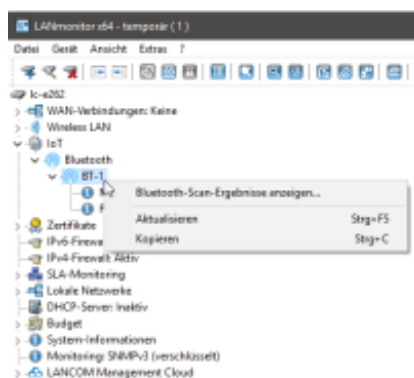 LANmonitor x64 - temporär (1)
Datei Gerät Ansicht Extras ?
lc-e262
WAN-Verbindungen: Keine
Wireless LAN
IoT
Bluetooth
BT-1
Bluetooth-Scan-Ergebnisse anzeigen...
Aktualisieren Strg+F5
Kopieren Strg+C
Zertifikate
IPv6-Firewa
IPv4-Firewall: Aktiv
SLA-Monitoring
Lokale Netzwerke
DHCP-Server: Inaktiv
Budget
System-Informationen
Monitoring: SNMPv3 (verschlüsselt)
LANCOM Management Cloud